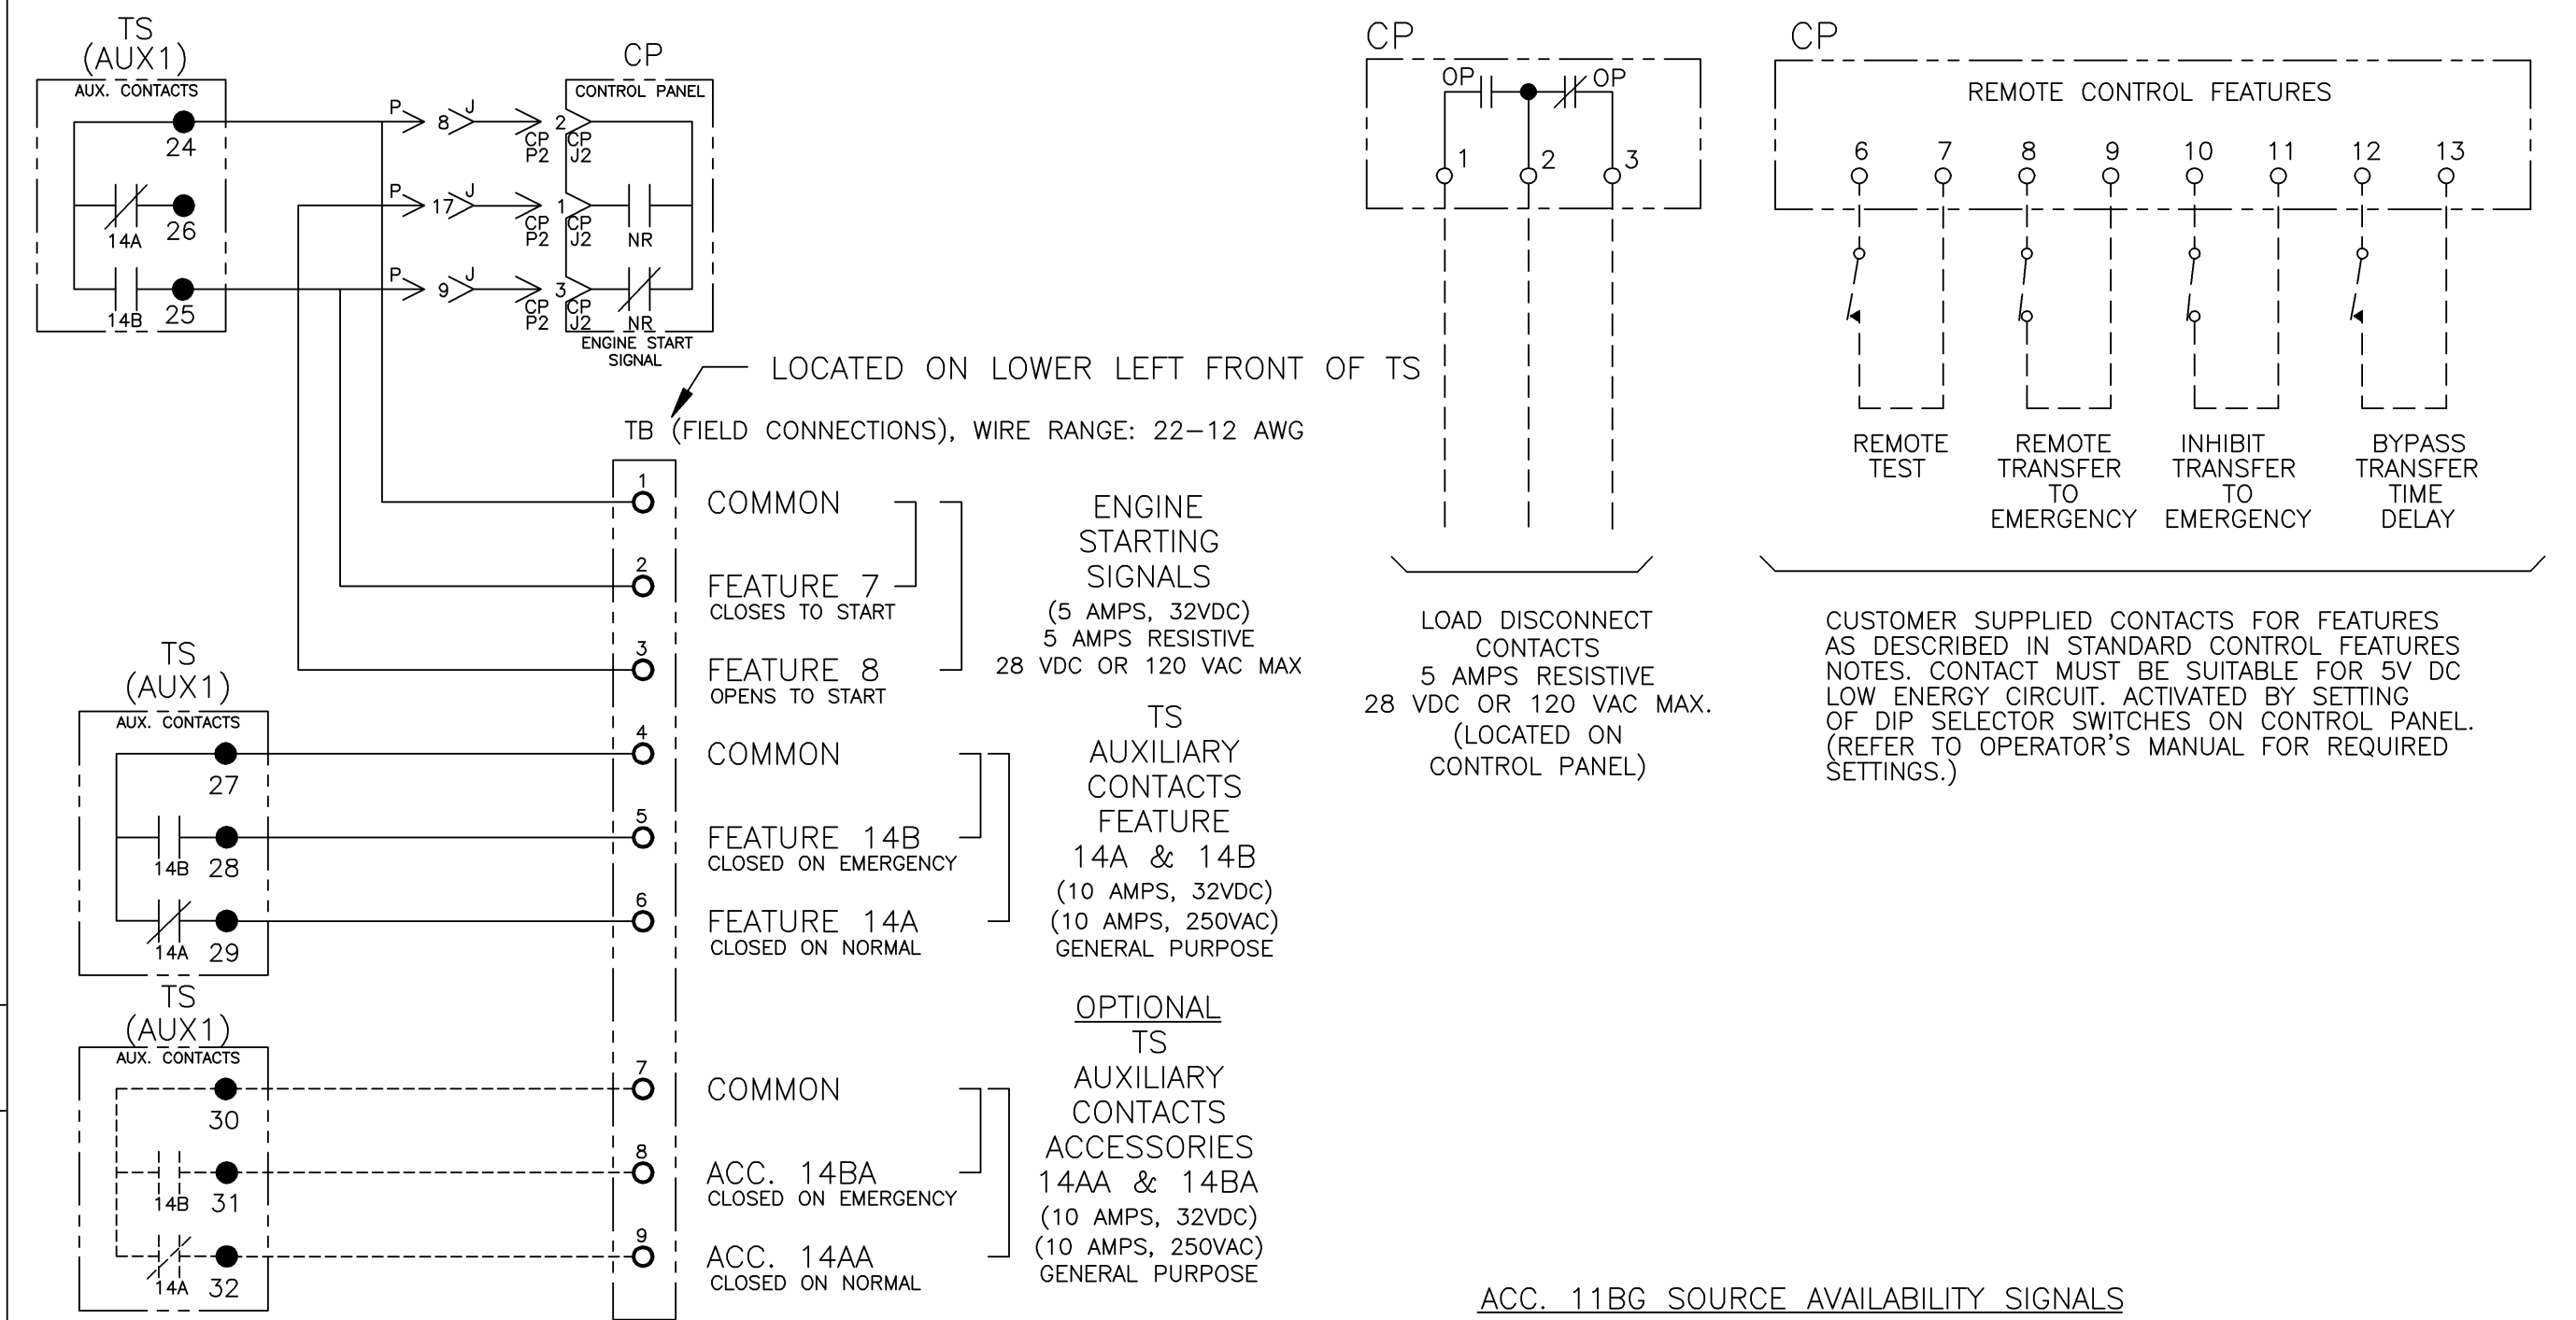 TS
(AUX1)
AUX. CONTACTS
24
14A
26
14B
25
P
8
J
CP
P2
2
CP
J2
P
17
J
CP
P2
1
CP
J2
NR
P
9
J
CP
P2
3
CP
J2
NR
CP
CONTROL PANEL
ENGINE START
SIGNAL
LOCATED ON LOWER LEFT FRONT OF TS
TB (FIELD CONNECTIONS), WIRE RANGE: 22-12 AWG
1
COMMON
2
FEATURE 7
CLOSES TO START
3
FEATURE 8
OPENS TO START
ENGINE
STARTING
SIGNALS
(5 AMPS, 32VDC)
5 AMPS RESISTIVE
28 VDC OR 120 VAC MAX
TS
(AUX1)
AUX. CONTACTS
27
14B
28
14A
29
4
COMMON
5
FEATURE 14B
CLOSED ON EMERGENCY
6
FEATURE 14A
CLOSED ON NORMAL
TS
AUXILIARY
CONTACTS
FEATURE
14A & 14B
(10 AMPS, 32VDC)
(10 AMPS, 250VAC)
GENERAL PURPOSE
TS
(AUX1)
AUX. CONTACTS
30
14B
31
14A
32
7
COMMON
8
ACC. 14BA
CLOSED ON EMERGENCY
9
ACC. 14AA
CLOSED ON NORMAL
OPTIONAL
TS
AUXILIARY
CONTACTS
ACCESSORIES
14AA & 14BA
(10 AMPS, 32VDC)
(10 AMPS, 250VAC)
GENERAL PURPOSE
CP
OP
OP
1
2
3
LOAD DISCONNECT
CONTACTS
5 AMPS RESISTIVE
28 VDC OR 120 VAC MAX.
(LOCATED ON
CONTROL PANEL)
CP
REMOTE CONTROL FEATURES
6 7 8 9 10 11 12 13
REMOTE
TEST
REMOTE
TRANSFER
TO
EMERGENCY
INHIBIT
TRANSFER
TO
EMERGENCY
BYPASS
TRANSFER
TIME
DELAY
CUSTOMER SUPPLIED CONTACTS FOR FEATURES
AS DESCRIBED IN STANDARD CONTROL FEATURES
NOTES. CONTACT MUST BE SUITABLE FOR 5V DC
LOW ENERGY CIRCUIT. ACTIVATED BY SETTING
OF DIP SELECTOR SWITCHES ON CONTROL PANEL.
(REFER TO OPERATOR'S MANUAL FOR REQUIRED
SETTINGS.)
ACC. 11BG SOURCE AVAILABILITY SIGNALS